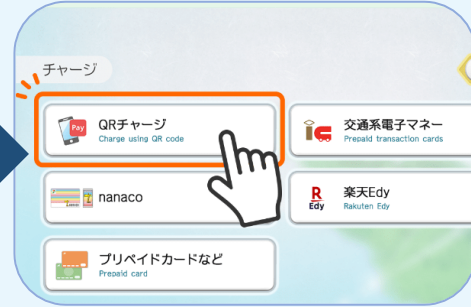 チャージ
Pay
QRチャージ
Charge using QR code
交通系電子マネー
Prepaid transaction cards
nanaco
R
Edy
楽天Edy
Rakuten Edy
プリペイドカードなど
Prepaid card